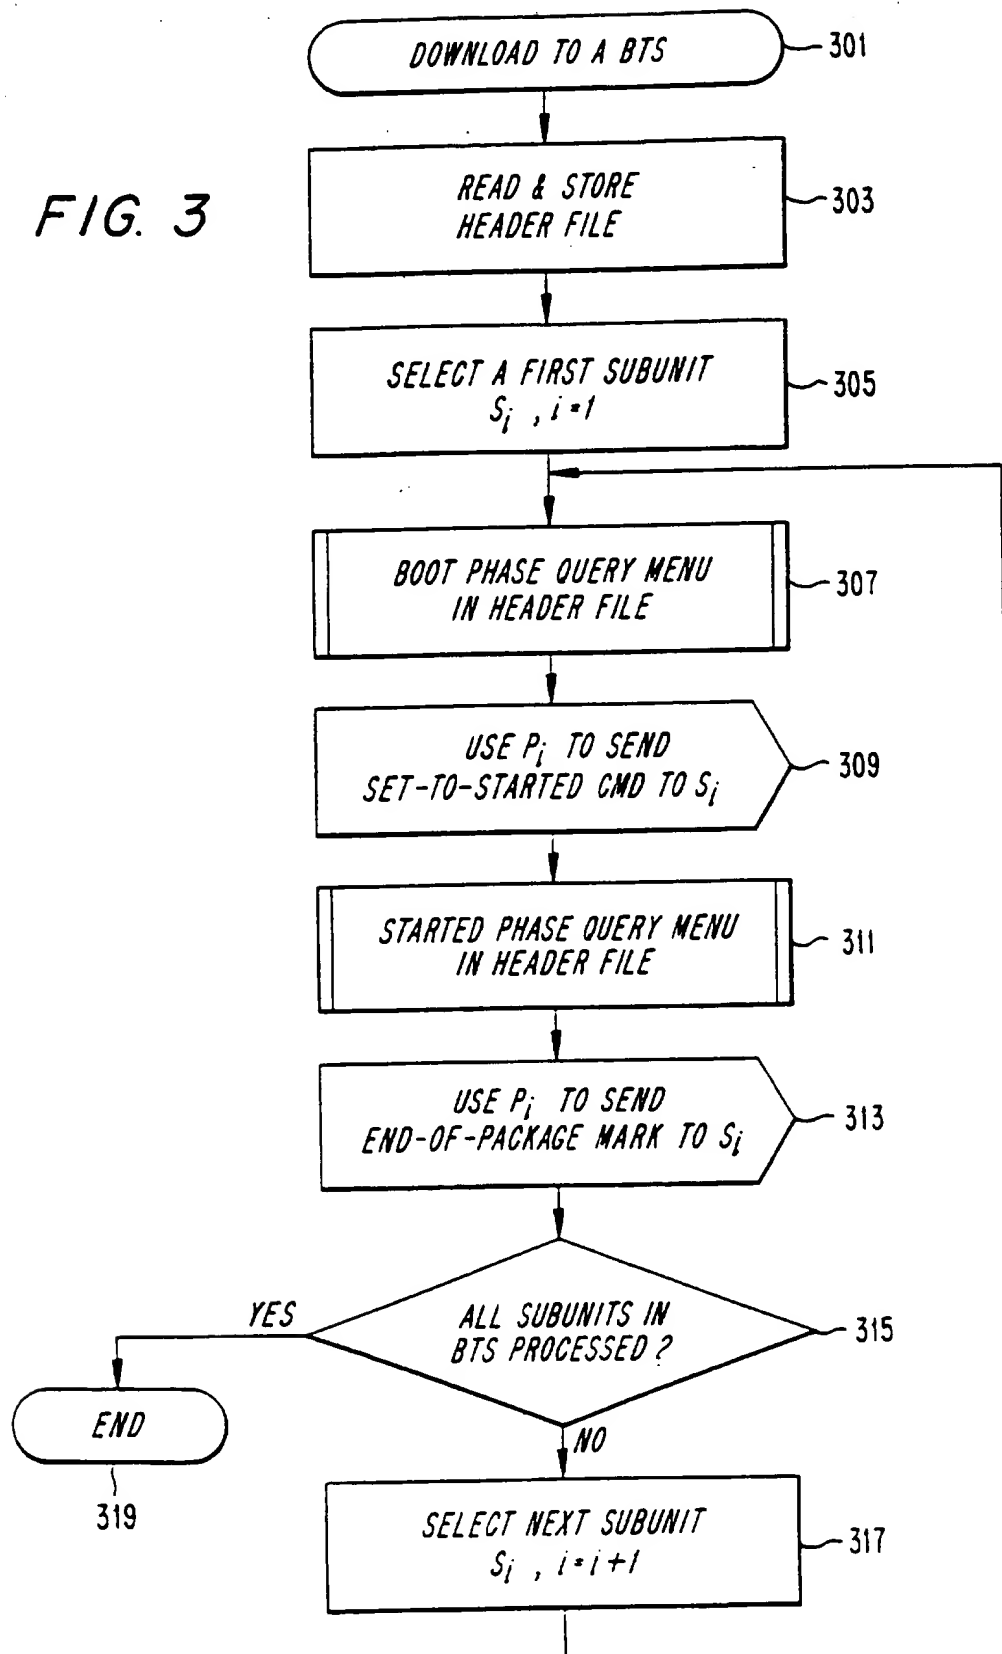 DOWNLOAD TO A BTS
301
FIG. 3
READ & STORE
HEADER FILE
303
SELECT A FIRST SUBUNIT
Si , i=1
305
BOOT PHASE QUERY MENU
IN HEADER FILE
307
USE Pi TO SEND
SET-TO-STARTED CMD TO Si
309
STARTED PHASE QUERY MENU
IN HEADER FILE
311
USE Pi TO SEND
END-OF-PACKAGE MARK TO Si
313
ALL SUBUNITS IN
BTS PROCESSED?
315
YES
END
319
NO
SELECT NEXT SUBUNIT
Si , i=i+1
317